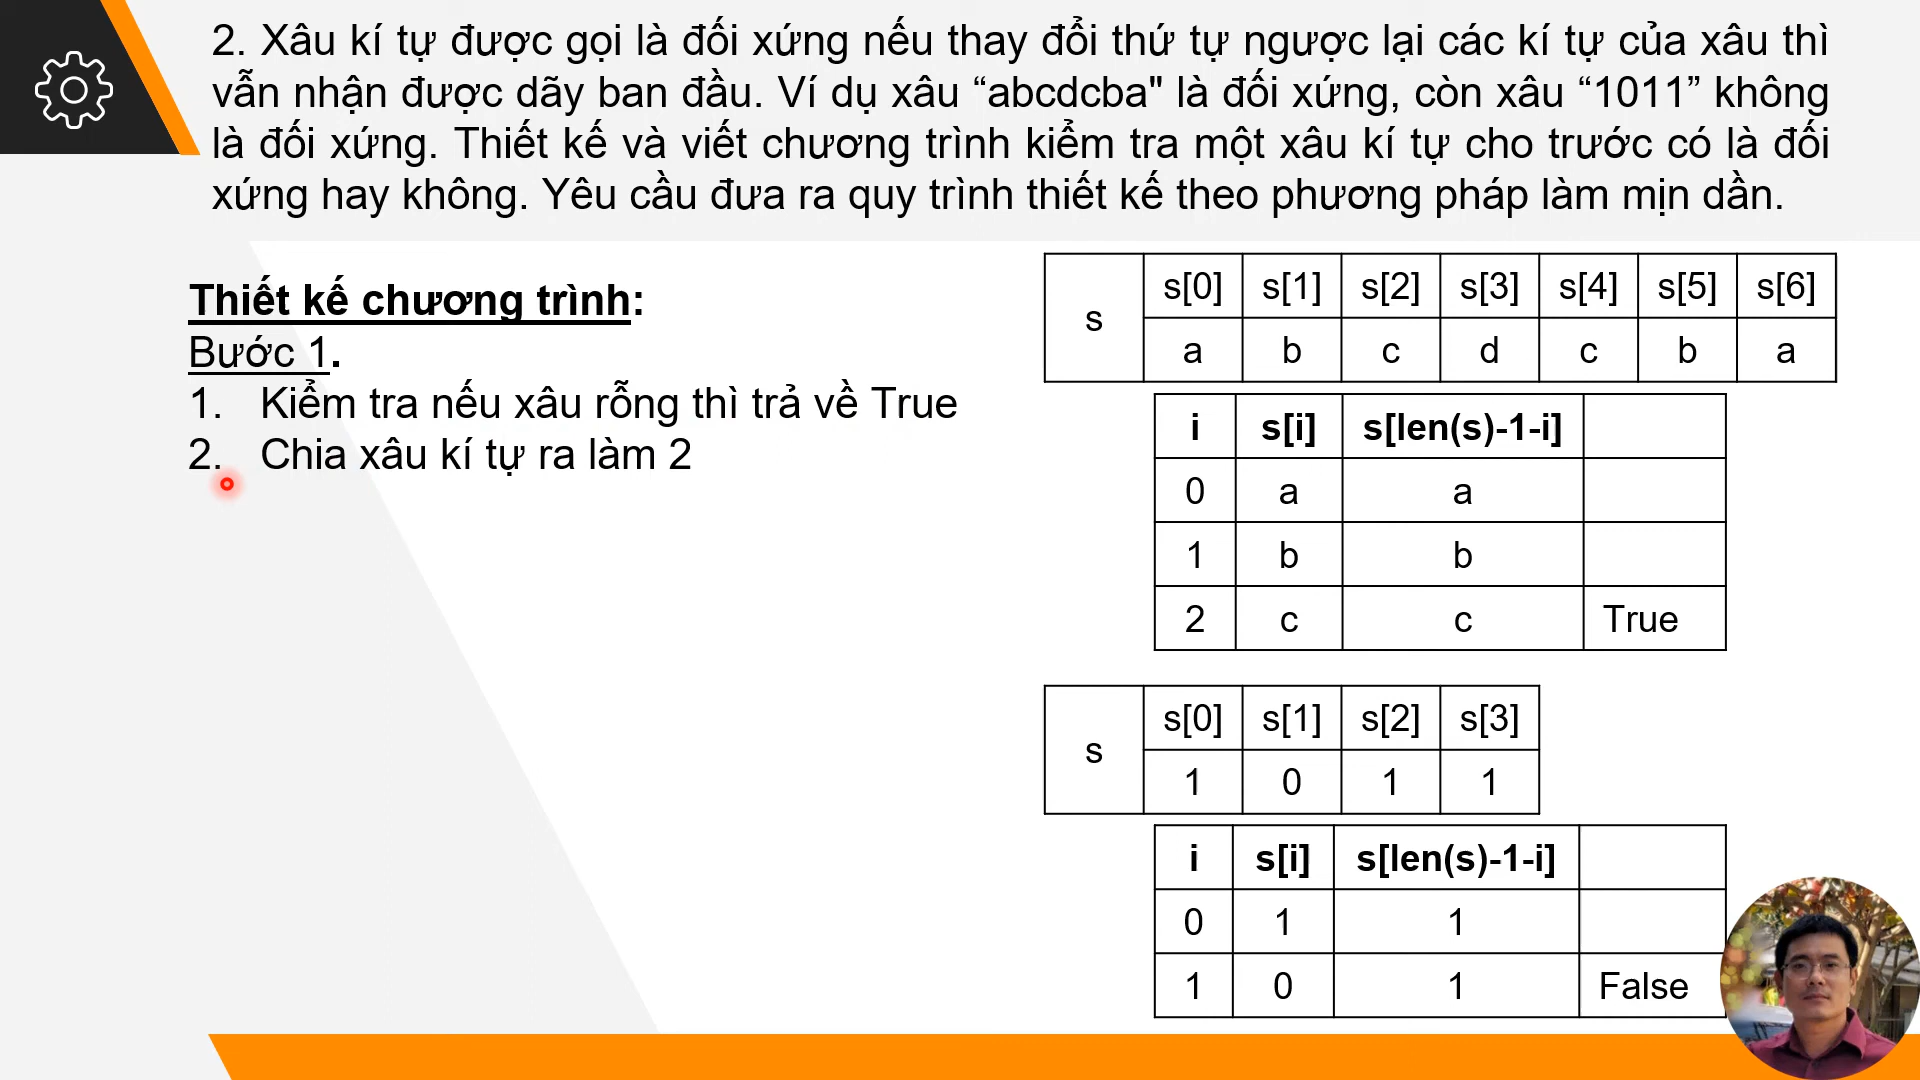 2. Xâu kí tự được gọi là đối xứng nếu thay đổi thứ tự ngược lại các kí tự của xâu thì
vẫn nhận được dãy ban đầu. Ví dụ xâu “abcdcba" là đối xứng, còn xâu “1011” không
là đối xứng. Thiết kế và viết chương trình kiểm tra một xâu kí tự cho trước có là đối
xứng hay không. Yêu cầu đưa ra quy trình thiết kế theo phương pháp làm mịn dần.
Thiết kế chương trình:
Bước 1.
1. Kiểm tra nếu xâu rỗng thì trả về True
2. Chia xâu kí tự ra làm 2
s s[0] s[1] s[2] s[3] s[4] s[5] s[6]
a b c d c b a
i s[i] s[len(s)-1-i]
0 a a
1 b b
2 c c True
s s[0] s[1] s[2] s[3]
1 0 1 1
i s[i] s[len(s)-1-i]
0 1 1
1 0 1 False